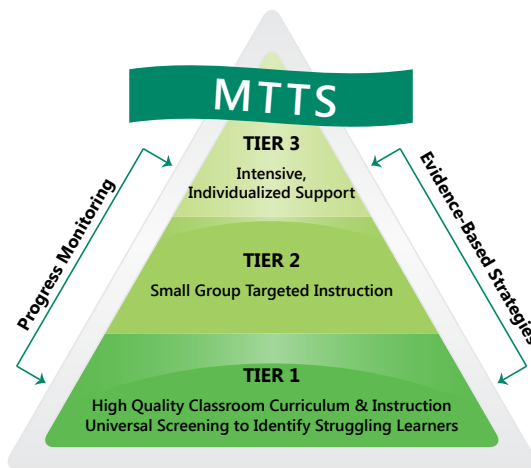 MTTS
TIER 3
Intensive,
Individualized Support
Progress Monitoring
Evidence-Based Strategies
TIER 2
Small Group Targeted Instruction
TIER 1
High Quality Classroom Curriculum & Instruction
Universal Screening to Identify Struggling Learners